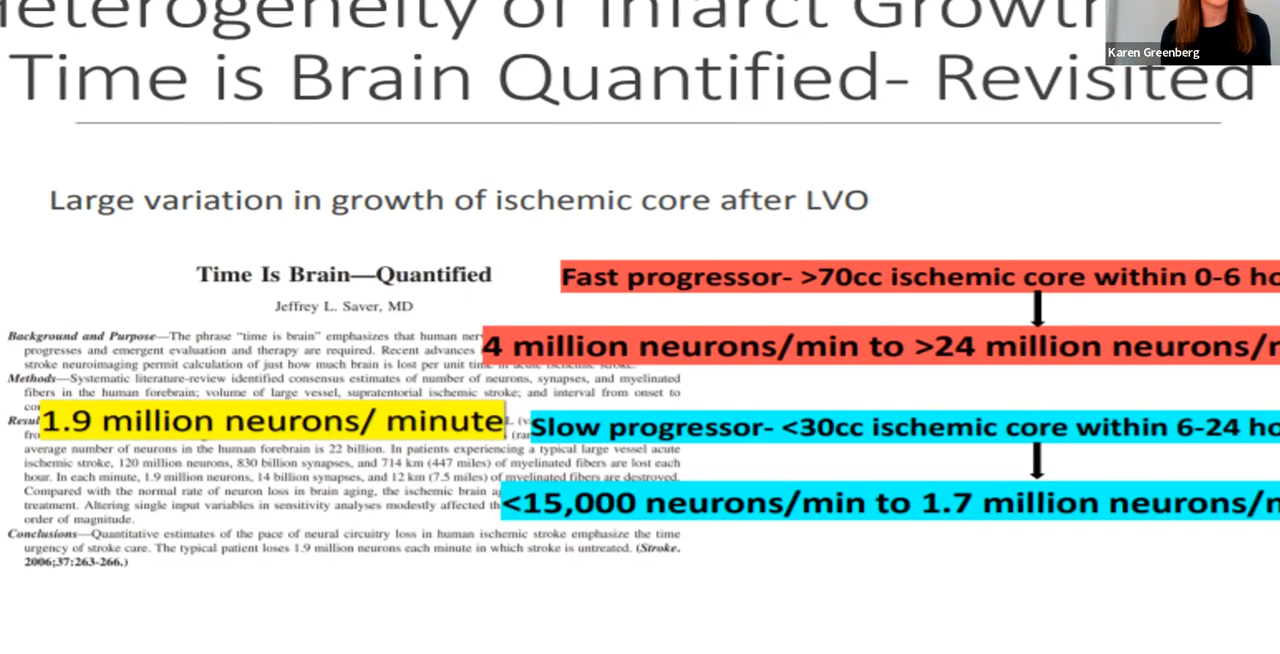 Heterogeneity of Infarct Growth
Karen Greenberg
Time is Brain Quantified- Revisited
Large variation in growth of ischemic core after LVO
Time Is Brain—Quantified
Jeffrey L. Saver, MD
Fast progressor- >70cc ischemic core within 0-6 ho
Background and Purpose—The phrase "time is brain" emphasizes that human ner
progresses and emergent evaluation and therapy are required. Recent advances
stroke neuroimaging permit calculation of just how much brain is lost per unit time in acute ischemic stroke.
4 million neurons/min to >24 million neurons/
Methods—Systematic literature-review identified consensus estimates of number of neurons, synapses, and myelinated
fibers in the human forebrain; volume of large vessel, supratentorial ischemic stroke; and interval from onset to
1.9 million neurons/ minute
Slow progressor- <30cc ischemic core within 6-24 ho
average number of neurons in the human forebrain is 22 billion. In patients experiencing a typical large vessel acute
ischemic stroke, 120 million neurons, 830 billion synapses, and 714 km (447 miles) of myelinated fibers are lost each
hour. In each minute, 1.9 million neurons, 14 billion synapses, and 12 km (7.5 miles) of myelinated fibers are destroyed.
Compared with the normal rate of neuron loss in brain aging, the ischemic brain a
<15,000 neurons/min to 1.7 million neurons/
treatment. Altering single input variables in sensitivity analyses modestly affected th
order of magnitude.
Conclusions—Quantitative estimates of the pace of neural circuitry loss in human ischemic stroke emphasize the time
urgency of stroke care. The typical patient loses 1.9 million neurons each minute in which stroke is untreated. (Stroke.
2006;37:263-266.)